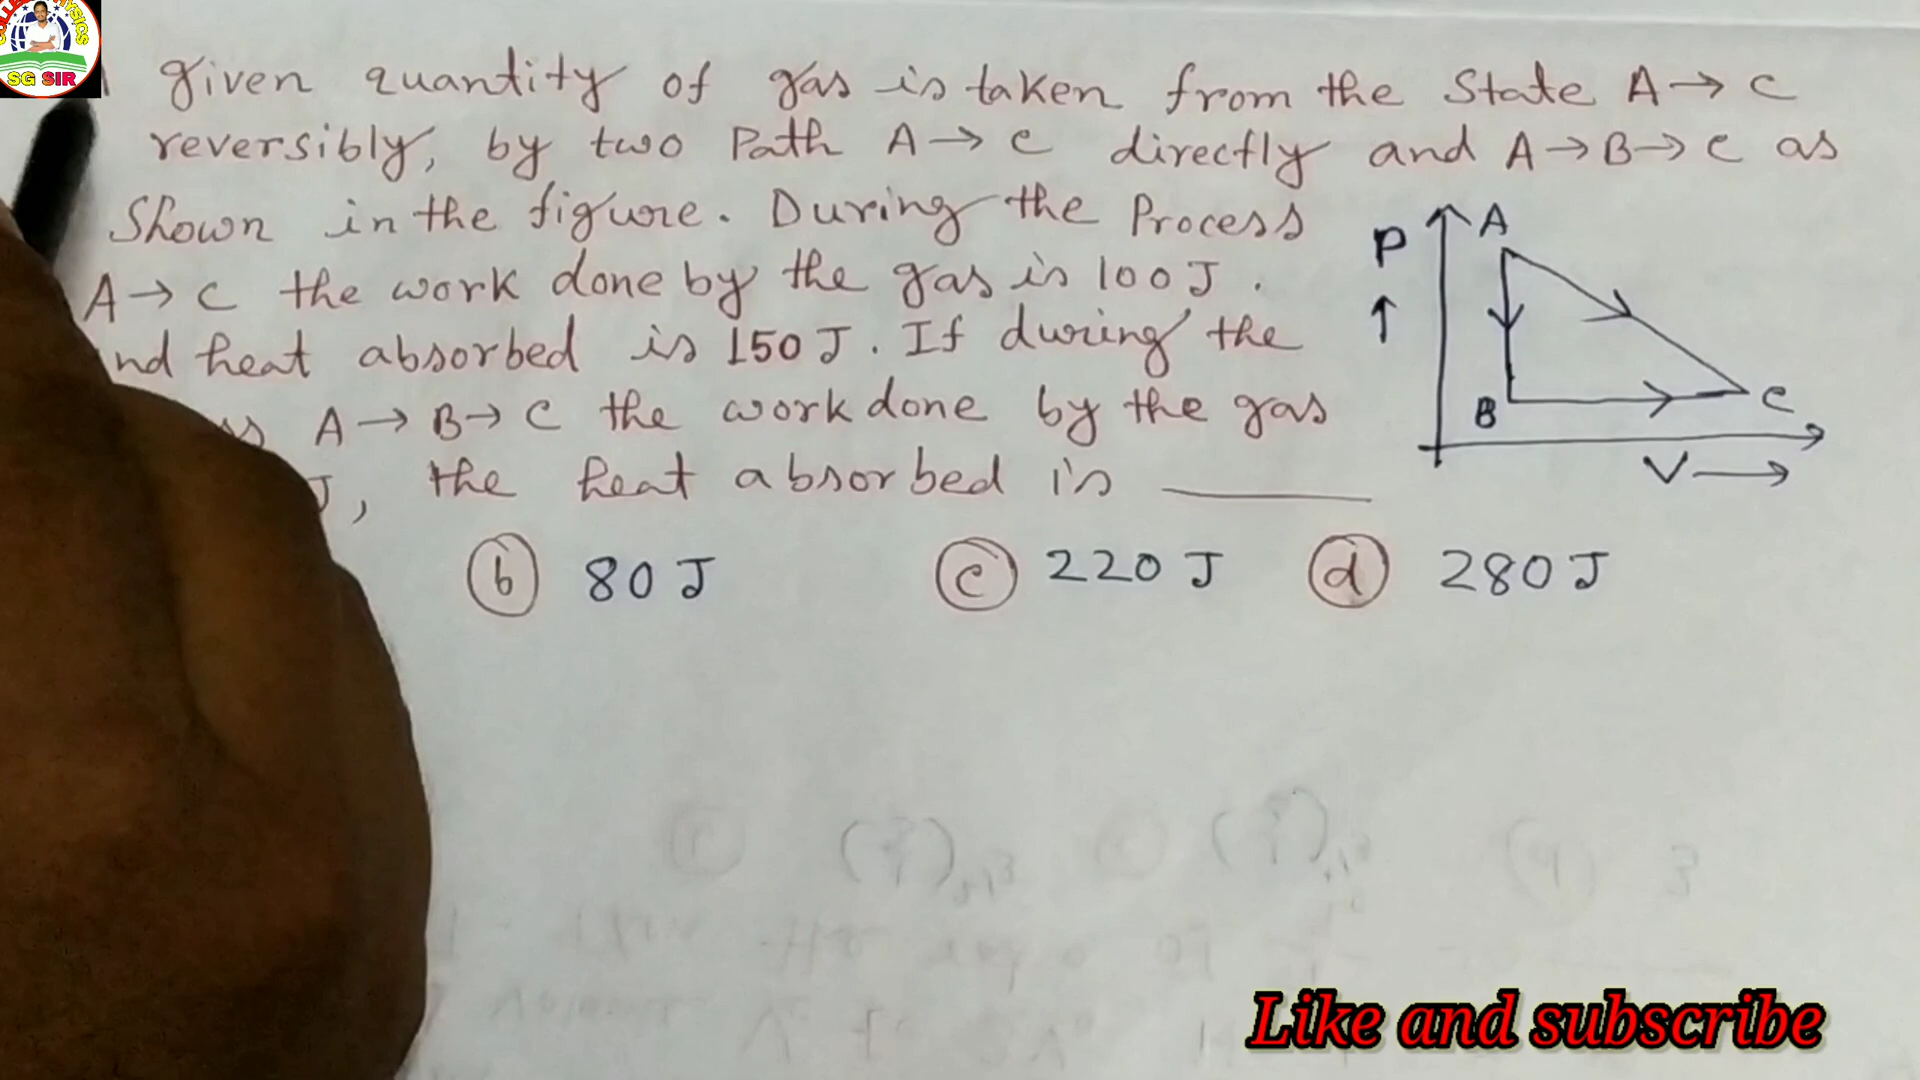 SG SIR
given quantity of gas is taken from the State A → C
reversibly, by two Path A → C directly and A → B → C as
Shown in the figure. During the Process
A → C the work done by the gas is 100 J.
nd heat absorbed is 150 J. If during the
ss A → B → C the work done by the gas
J, the heat absorbed is ______
b 80 J c 220 J d 280 J
P ↑
A
B
C
V →
Like and subscribe